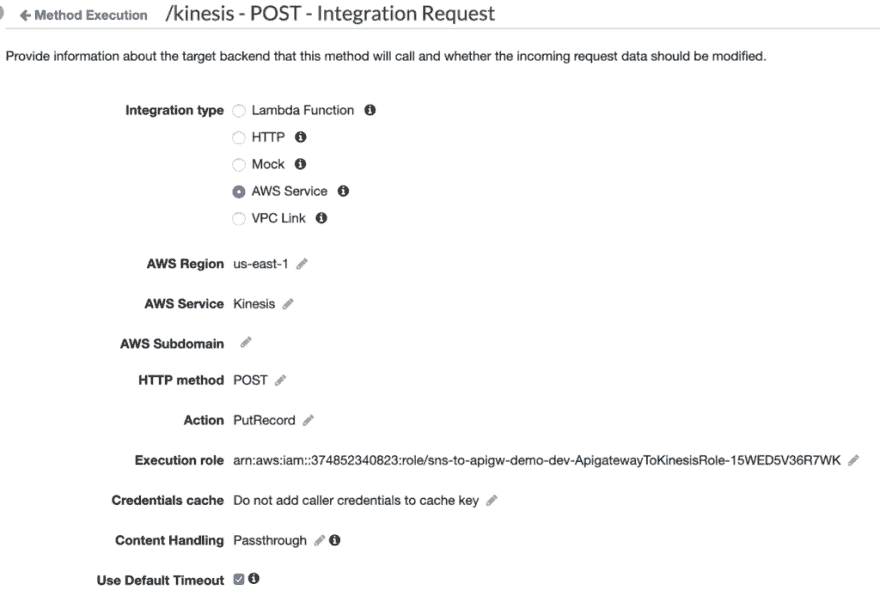 Method Execution /kinesis - POST - Integration Request
Provide information about the target backend that this method will call and whether the incoming request data should be modified.
Integration type Lambda Function
HTTP
Mock
AWS Service
VPC Link
AWS Region us-east-1
AWS Service Kinesis
AWS Subdomain
HTTP method POST
Action PutRecord
Execution role arn:aws:iam::374852340823:role/sns-to-apigw-demo-dev-ApigatewayToKinesisRole-15WED5V36R7WK
Credentials cache Do not add caller credentials to cache key
Content Handling Passthrough
Use Default Timeout